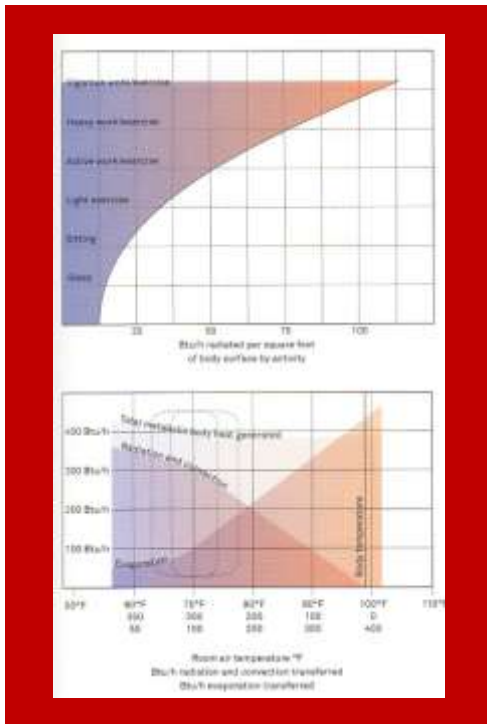 Vigorous work/exercise
Heavy work/exercise
Active work/exercise
Light exercise
Sitting
Sleep
25 50 75 100
Btu/h radiated per square foot
of body surface by activity
Total metabolic body heat generated
400 Btu/h
Radiation and convection
300 Btu/h
200 Btu/h
100 Btu/h
Evaporation
Body temperature
50°F 60°F 70°F 80°F 90°F 100°F 110°F
350 300 200 100 0
50 100 200 300 400
Room air temperature °F
Btu/h radiation and convection transferred
Btu/h evaporation transferred